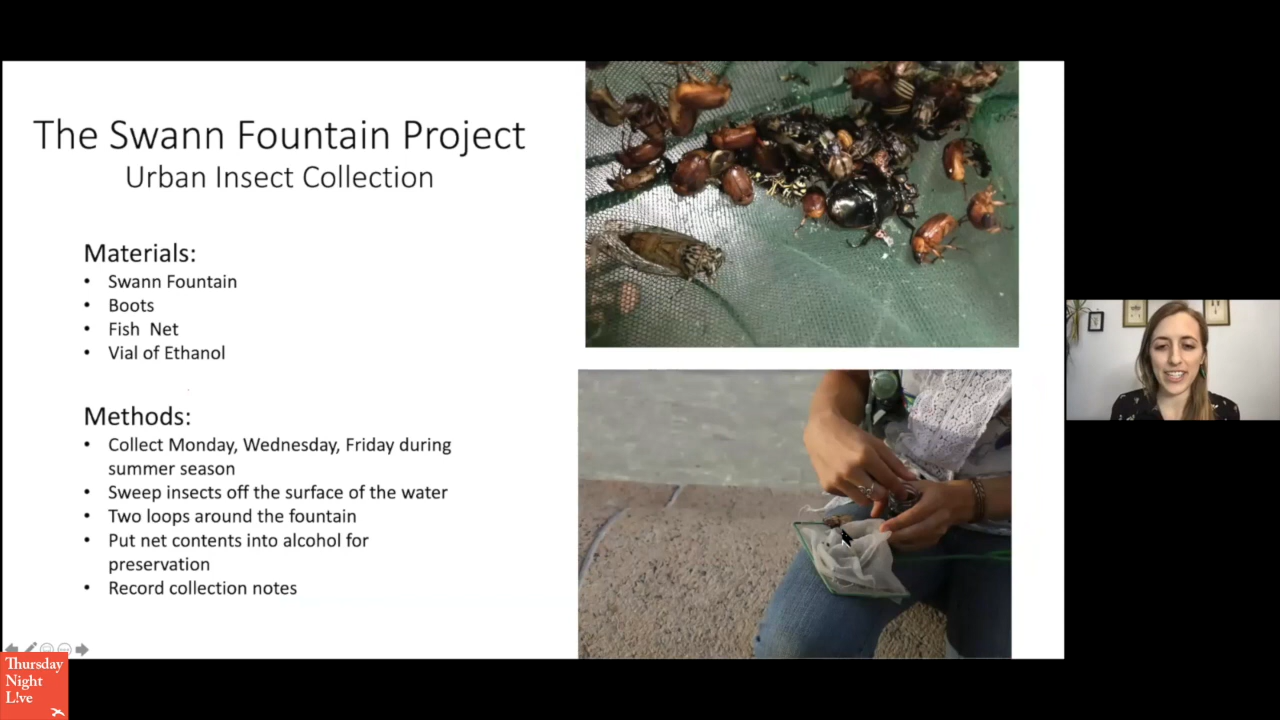 The Swann Fountain Project
Urban Insect Collection
Materials:
• Swann Fountain
• Boots
• Fish Net
• Vial of Ethanol
Methods:
• Collect Monday, Wednesday, Friday during
summer season
• Sweep insects off the surface of the water
• Two loops around the fountain
• Put net contents into alcohol for
preservation
• Record collection notes
Thursday
Night
L!ve